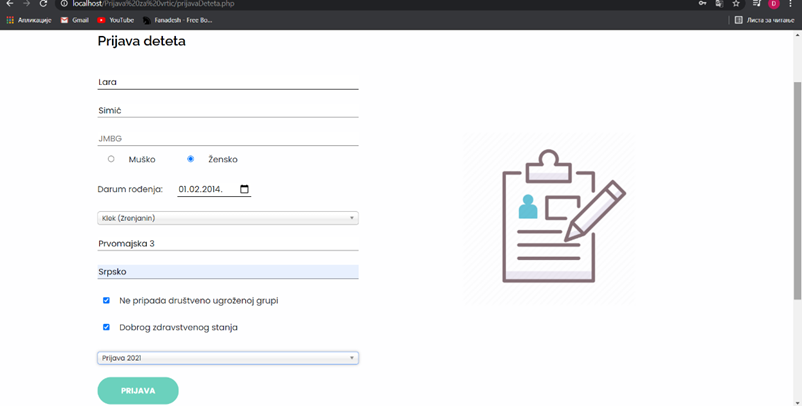 localhost/Prijava%20za%20vrtic/prijavaDeteta.php
Апликације Gmail YouTube Fanadesh - Free Bo... Листа за читање
Prijava deteta
Lara
Simić
JMBG
Muško Žensko
Darum rođenja: 01.02.2014.
Klek (Zrenjanin)
Prvomajska 3
Srpsko
Ne pripada društveno ugroženoj grupi
Dobrog zdravstvenog stanja
Prijava 2021
PRIJAVA